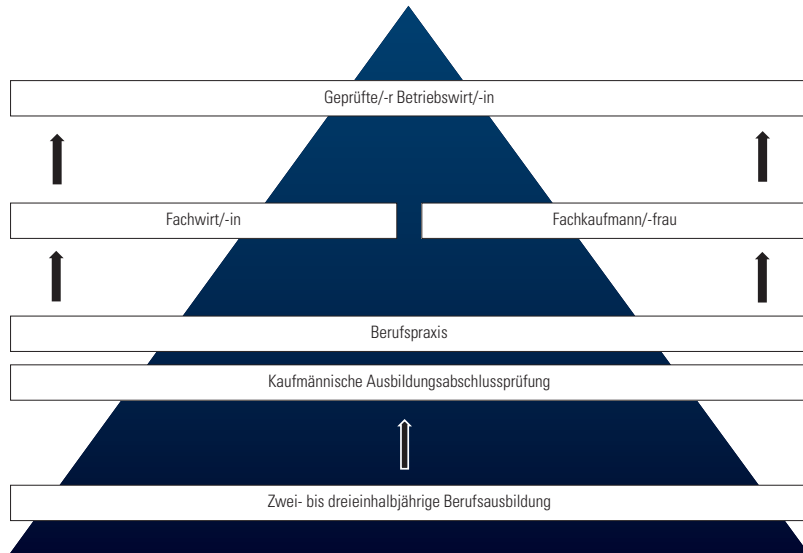 Geprüfte/-r Betriebswirt/-in
Fachwirt/-in
Fachkaufmann/-frau
Berufspraxis
Kaufmännische Ausbildungsabschlussprüfung
Zwei- bis dreieinhalbjährige Berufsausbildung